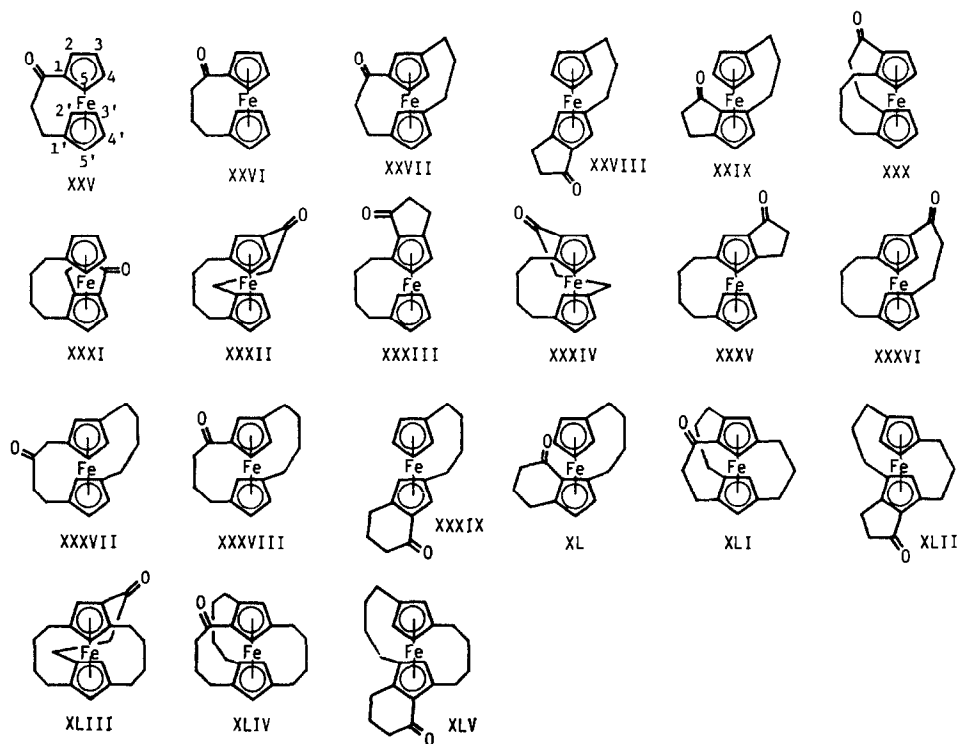 O O O O
2 3
1 5 4
Fe Fe Fe Fe Fe Fe
2' 3'
1' 4'
5'
O
XXV XXVI XXVII XXVIII XXIX XXX
O O O O O O
Fe Fe Fe Fe Fe Fe
XXXI XXXII XXXIII XXXIV XXXV XXXVI
O O O O
Fe Fe Fe Fe Fe Fe
XXXVII XXXVIII O XXXIX XL XLI O XLII
O O
Fe Fe Fe
XLIII XLIV XLV O